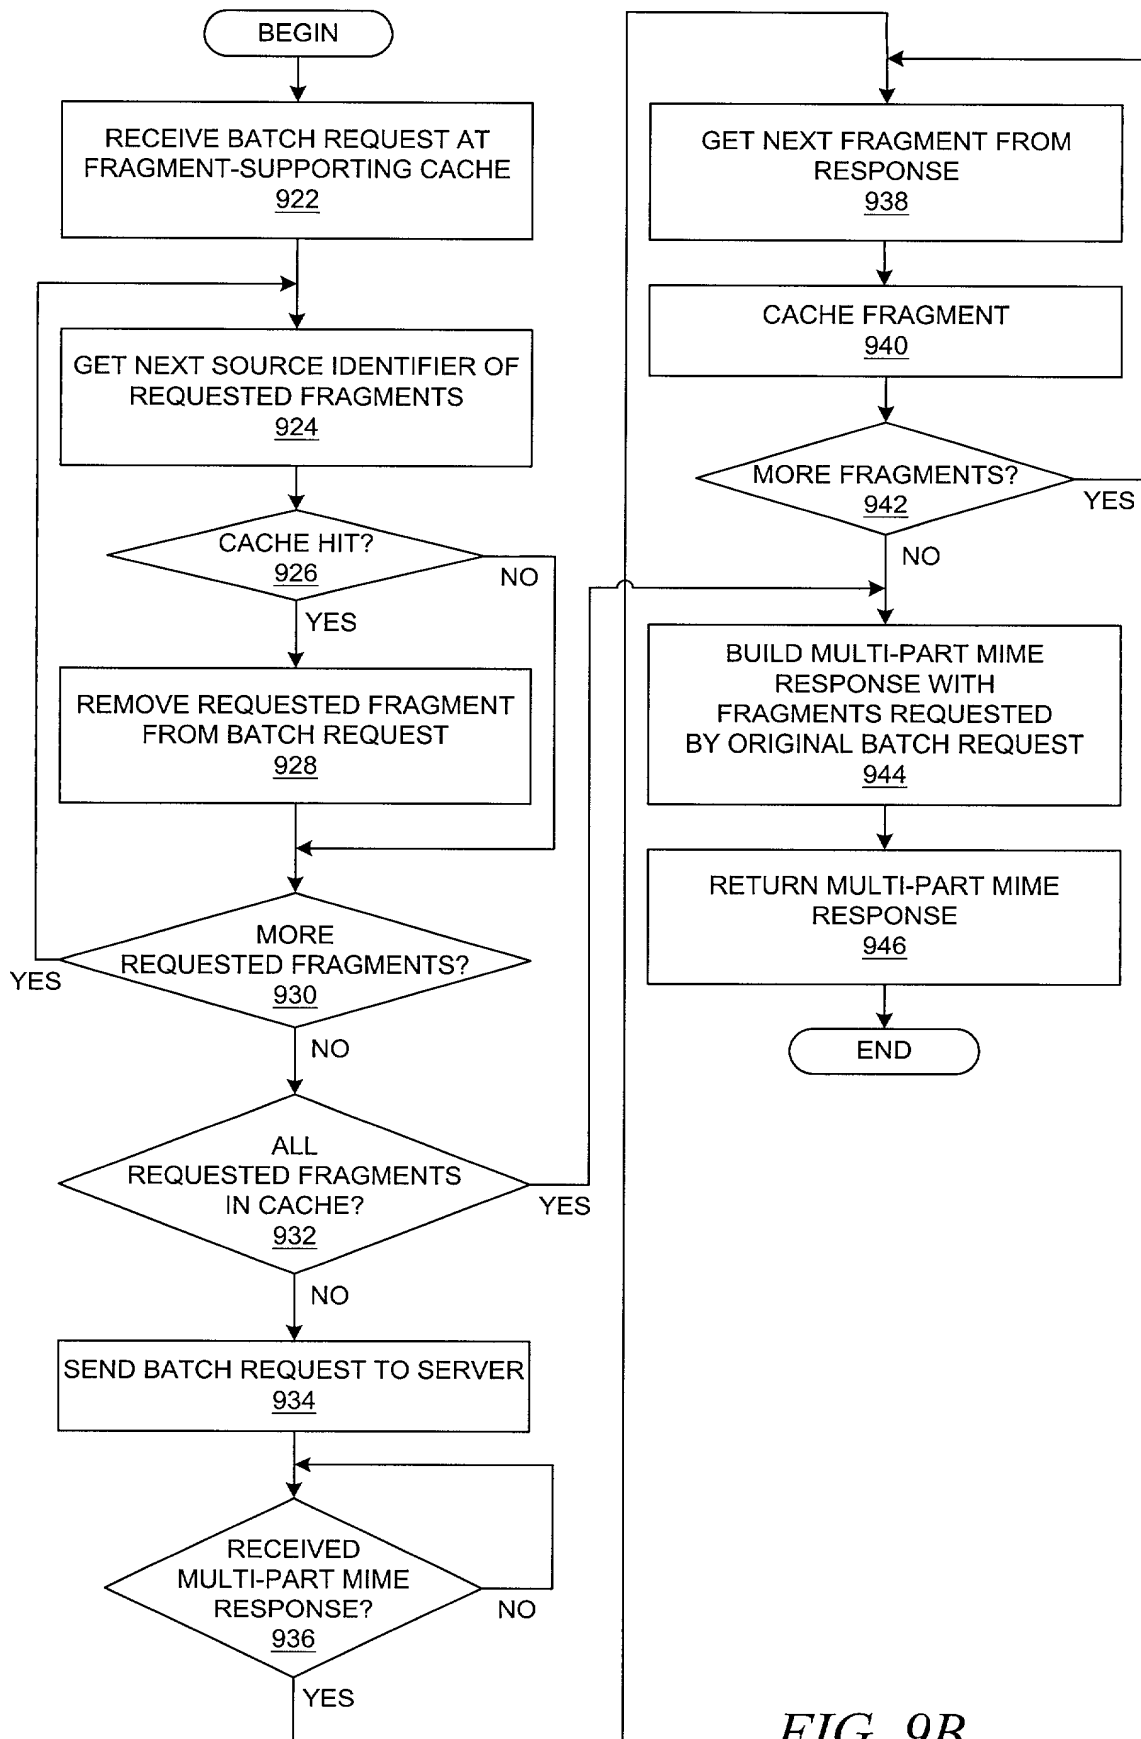 BEGIN
RECEIVE BATCH REQUEST AT
FRAGMENT-SUPPORTING CACHE
922
GET NEXT SOURCE IDENTIFIER OF
REQUESTED FRAGMENTS
924
CACHE HIT?
926
NO
YES
REMOVE REQUESTED FRAGMENT
FROM BATCH REQUEST
928
MORE
REQUESTED FRAGMENTS?
930
YES
NO
ALL
REQUESTED FRAGMENTS
IN CACHE?
932
YES
NO
SEND BATCH REQUEST TO SERVER
934
RECEIVED
MULTI-PART MIME
RESPONSE?
936
NO
YES
GET NEXT FRAGMENT FROM
RESPONSE
938
CACHE FRAGMENT
940
MORE FRAGMENTS?
942
YES
NO
BUILD MULTI-PART MIME
RESPONSE WITH
FRAGMENTS REQUESTED
BY ORIGINAL BATCH REQUEST
944
RETURN MULTI-PART MIME
RESPONSE
946
END
FIG. 9B